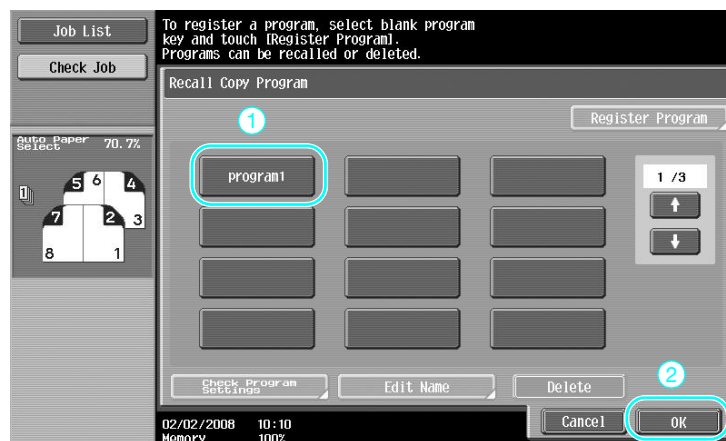 Job List
Check Job
To register a program, select blank program
key and touch [Register Program].
Programs can be recalled or deleted.
Recall Copy Program
1
Register Program
Auto Paper
Select
70.7%
1
5 6 4
7 2 3
8 1
program1
1 /3
Check Program
Settings
Edit Name
Delete
2
02/02/2008 10:10
Memory 100%
Cancel
OK